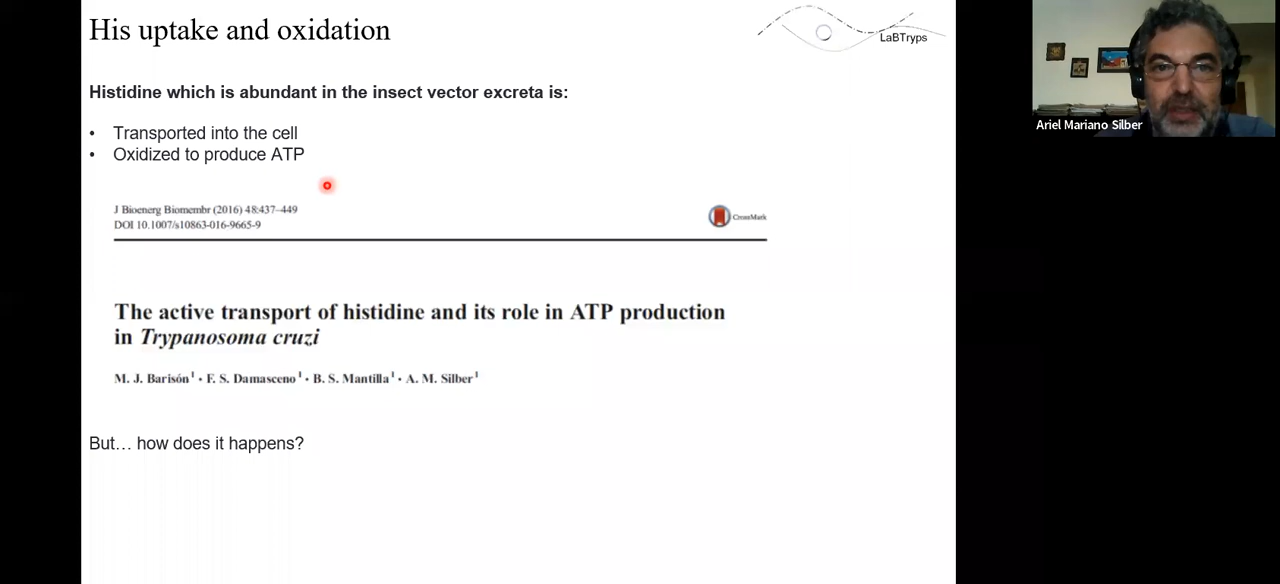 His uptake and oxidation
LaBTryps
Ariel Mariano Silber
Histidine which is abundant in the insect vector excreta is:
• Transported into the cell
• Oxidized to produce ATP
J Bioenerg Biomembr (2016) 48:437–449
DOI 10.1007/s10863-016-9665-9
CrossMark
The active transport of histidine and its role in ATP production
in Trypanosoma cruzi
M. J. Barisón1 · F. S. Damasceno1 · B. S. Mantilla1 · A. M. Silber1
But… how does it happens?